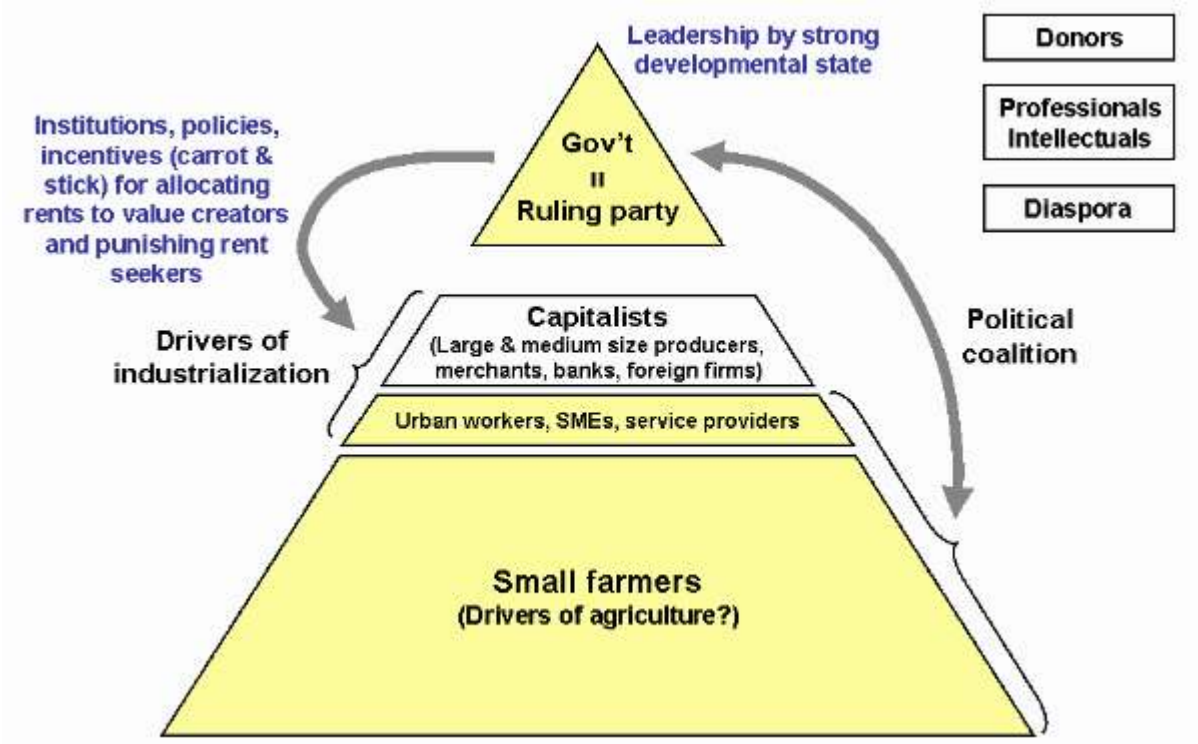 Leadership by strong
developmental state
Donors
Professionals
Intellectuals
Diaspora
Institutions, policies,
incentives (carrot &
stick) for allocating
rents to value creators
and punishing rent
seekers
Gov't
=
Ruling party
Drivers of
industrialization
Capitalists
(Large & medium size producers,
merchants, banks, foreign firms)
Political
coalition
Urban workers, SMEs, service providers
Small farmers
(Drivers of agriculture?)